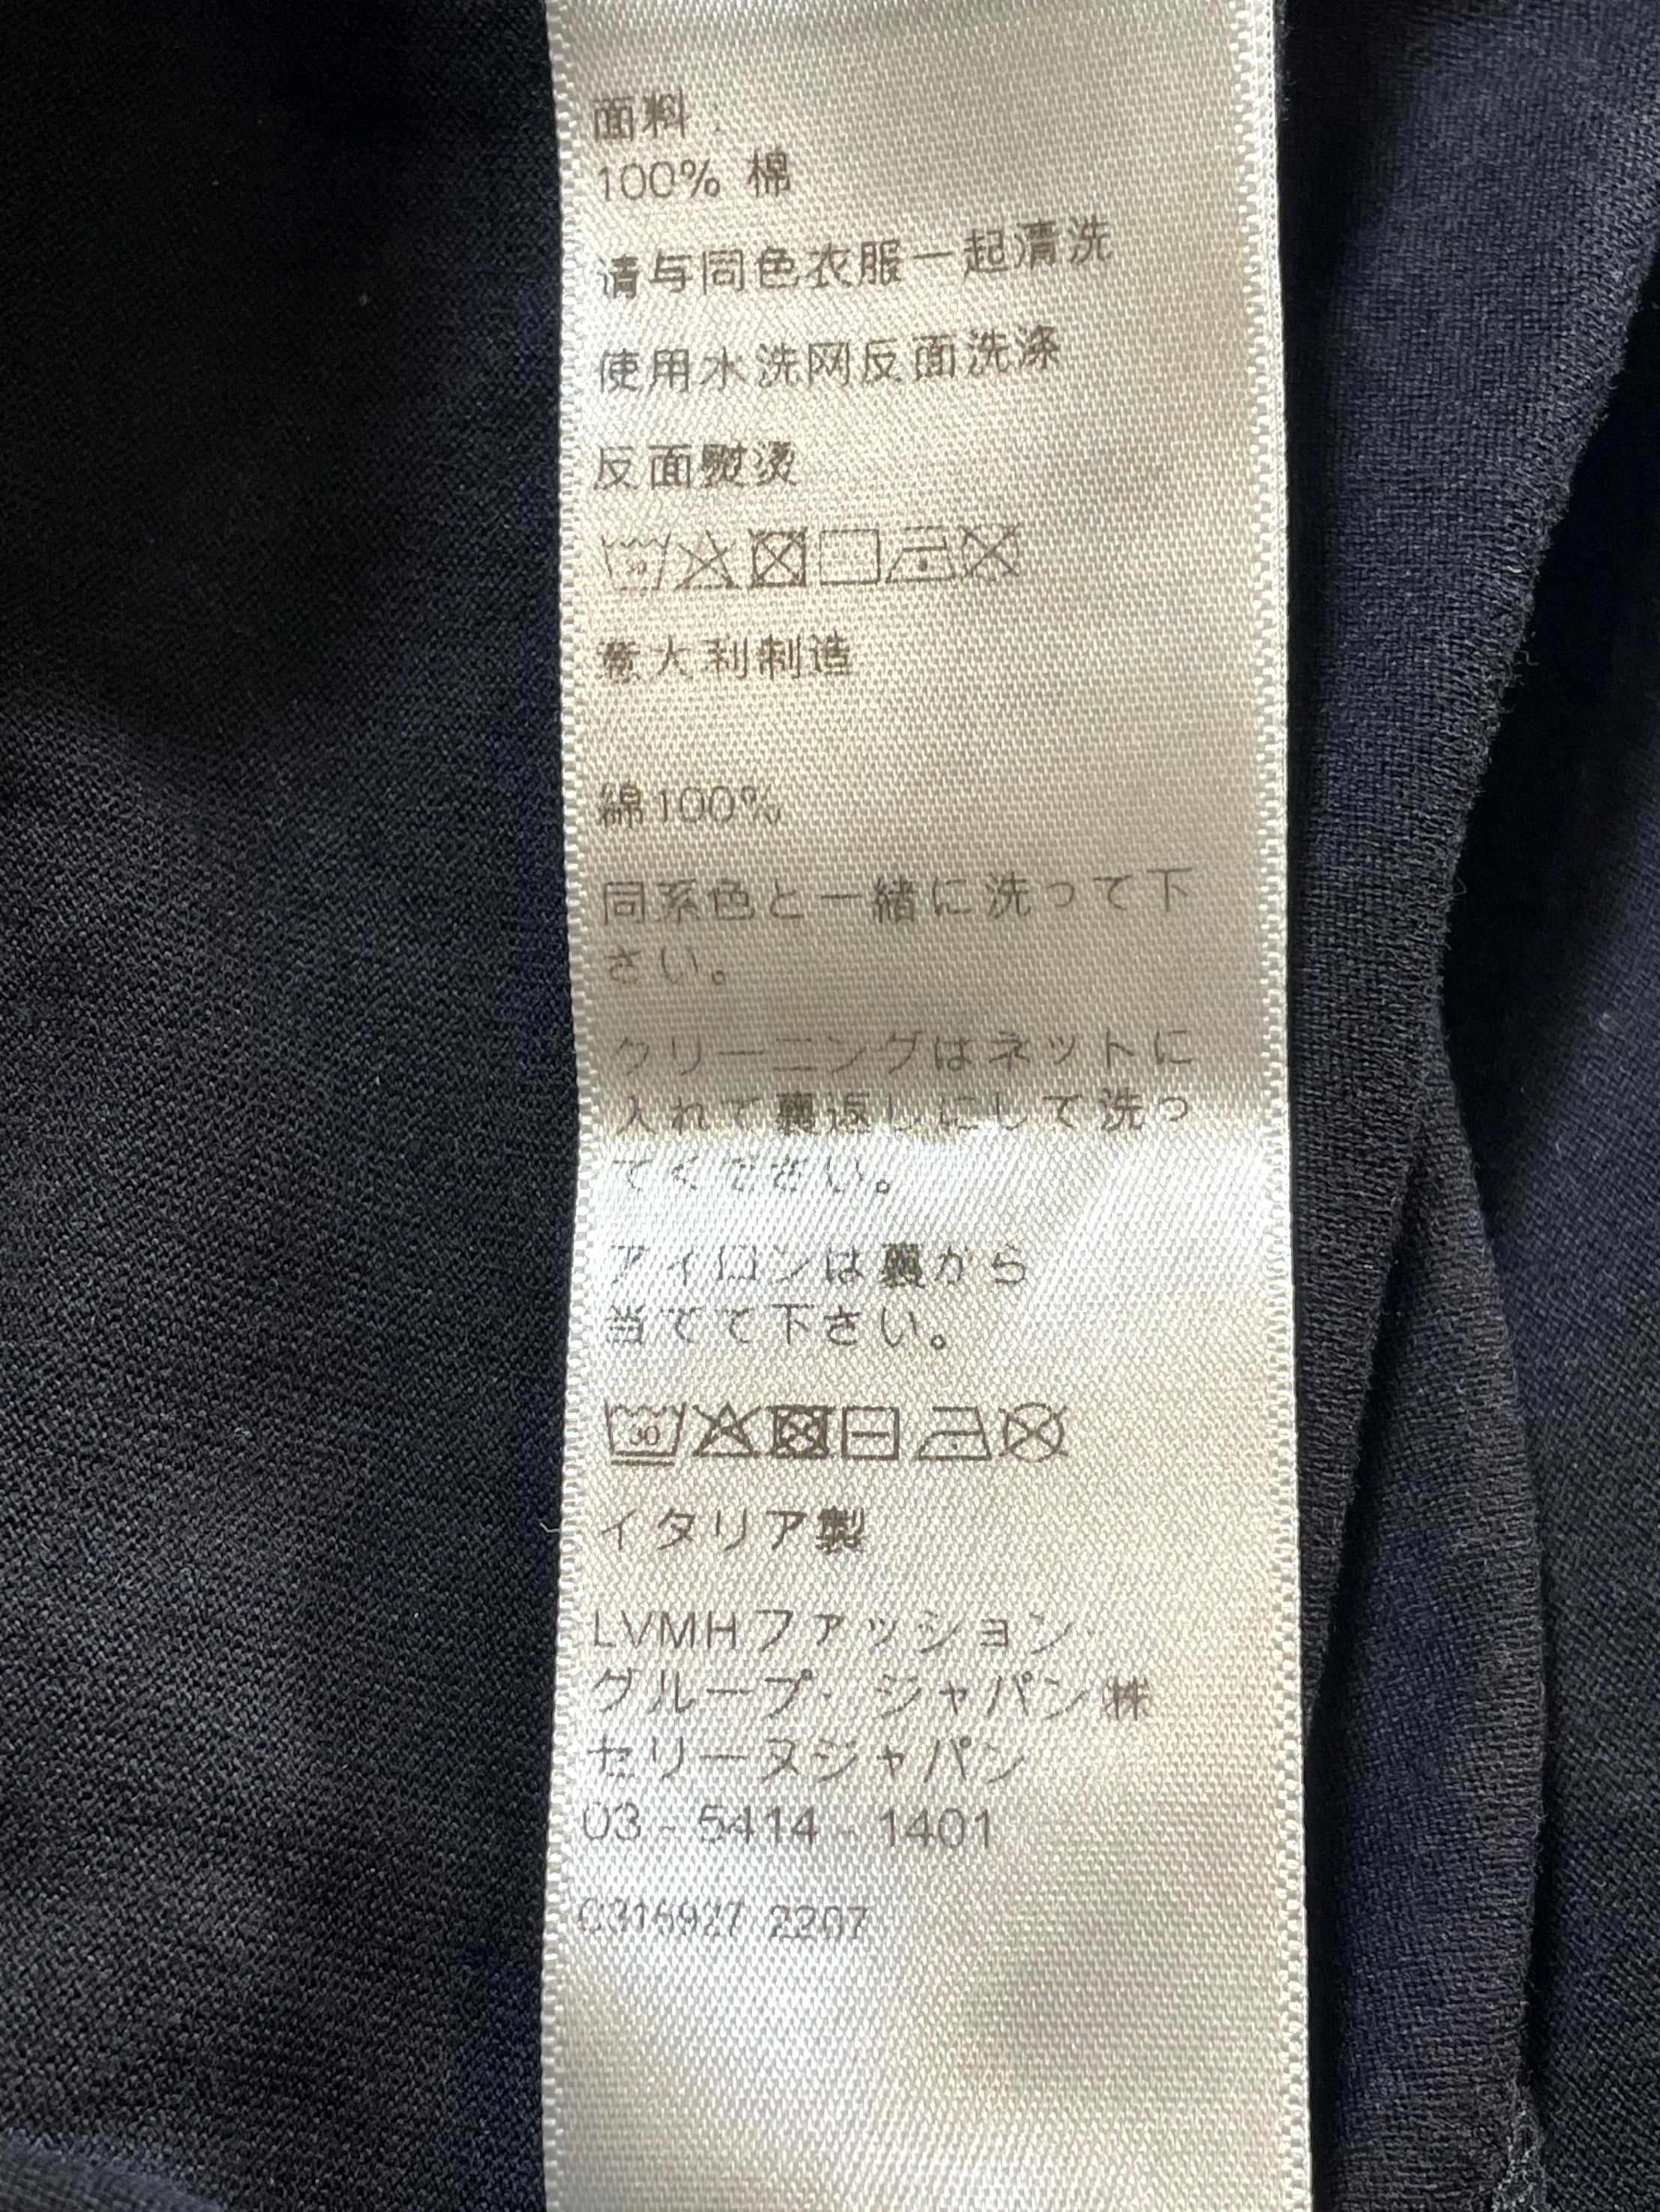 面料：
100% 棉
请与同色衣服一起清洗
使用水洗网反面洗涤
反面熨烫
30
意大利制造
綿100%
同系色と一緒に洗って下
さい。
クリーニングはネットに
入れて裏返しにして洗っ
てください。
アイロンは裏から
当てて下さい。
30
イタリア製
LVMHファッション・
グループ・ジャパン㈱
セリーヌジャパン
03-5414-1401
C316927 2207